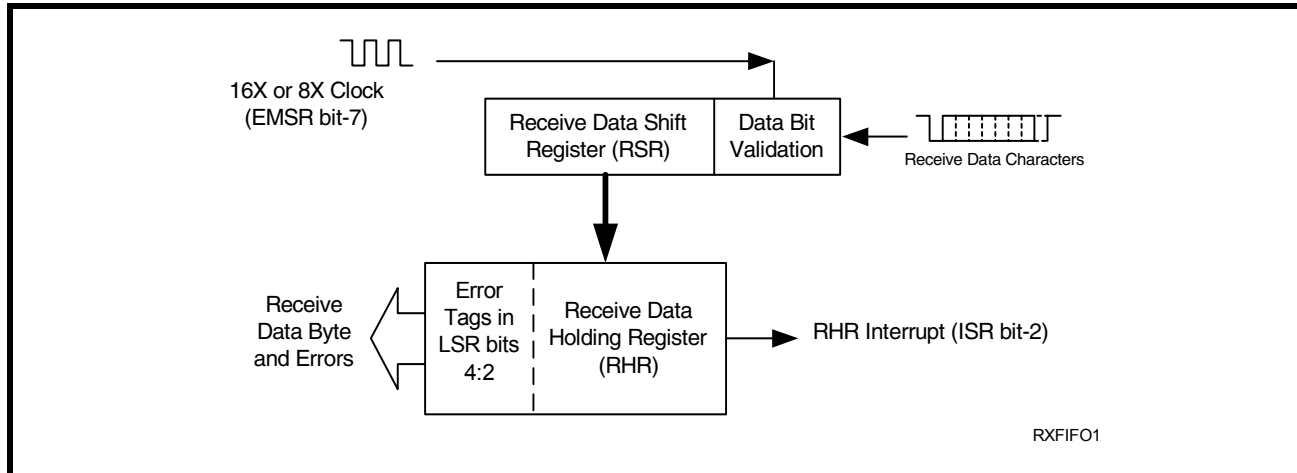 16X or 8X Clock
(EMSR bit-7)
Receive Data Shift
Register (RSR)
Data Bit
Validation
Receive Data Characters
Receive
Data Byte
and Errors
Error
Tags in
LSR bits
4:2
Receive Data
Holding Register
(RHR)
RHR Interrupt (ISR bit-2)
RXFIFO1